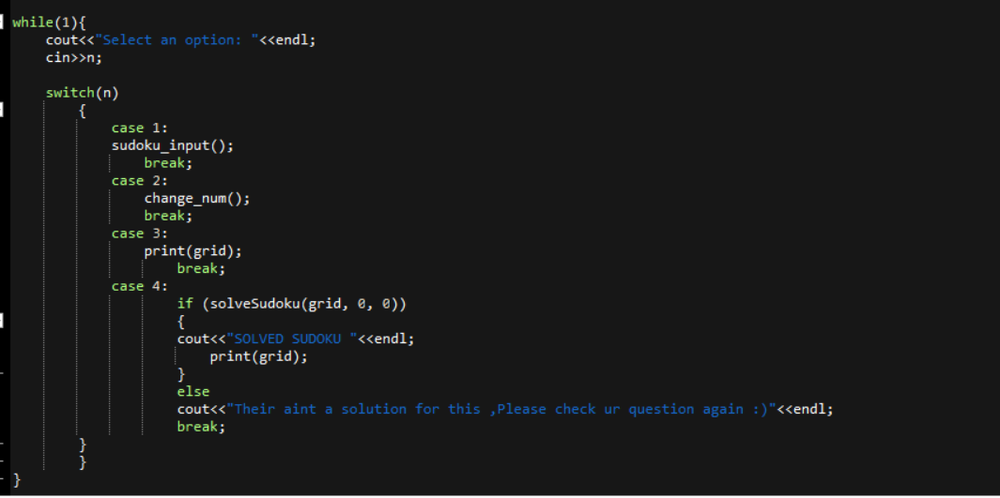 while(1){
cout<<"Select an option: "<<endl;
cin>>n;
switch(n)
{
case 1:
sudoku_input();
break;
case 2:
change_num();
break;
case 3:
print(grid);
break;
case 4:
if (solveSudoku(grid, 0, 0))
{
cout<<"SOLVED SUDOKU "<<endl;
print(grid);
}
else
cout<<"Their aint a solution for this ,Please check ur question again :)"<<endl;
break;
}
}
}